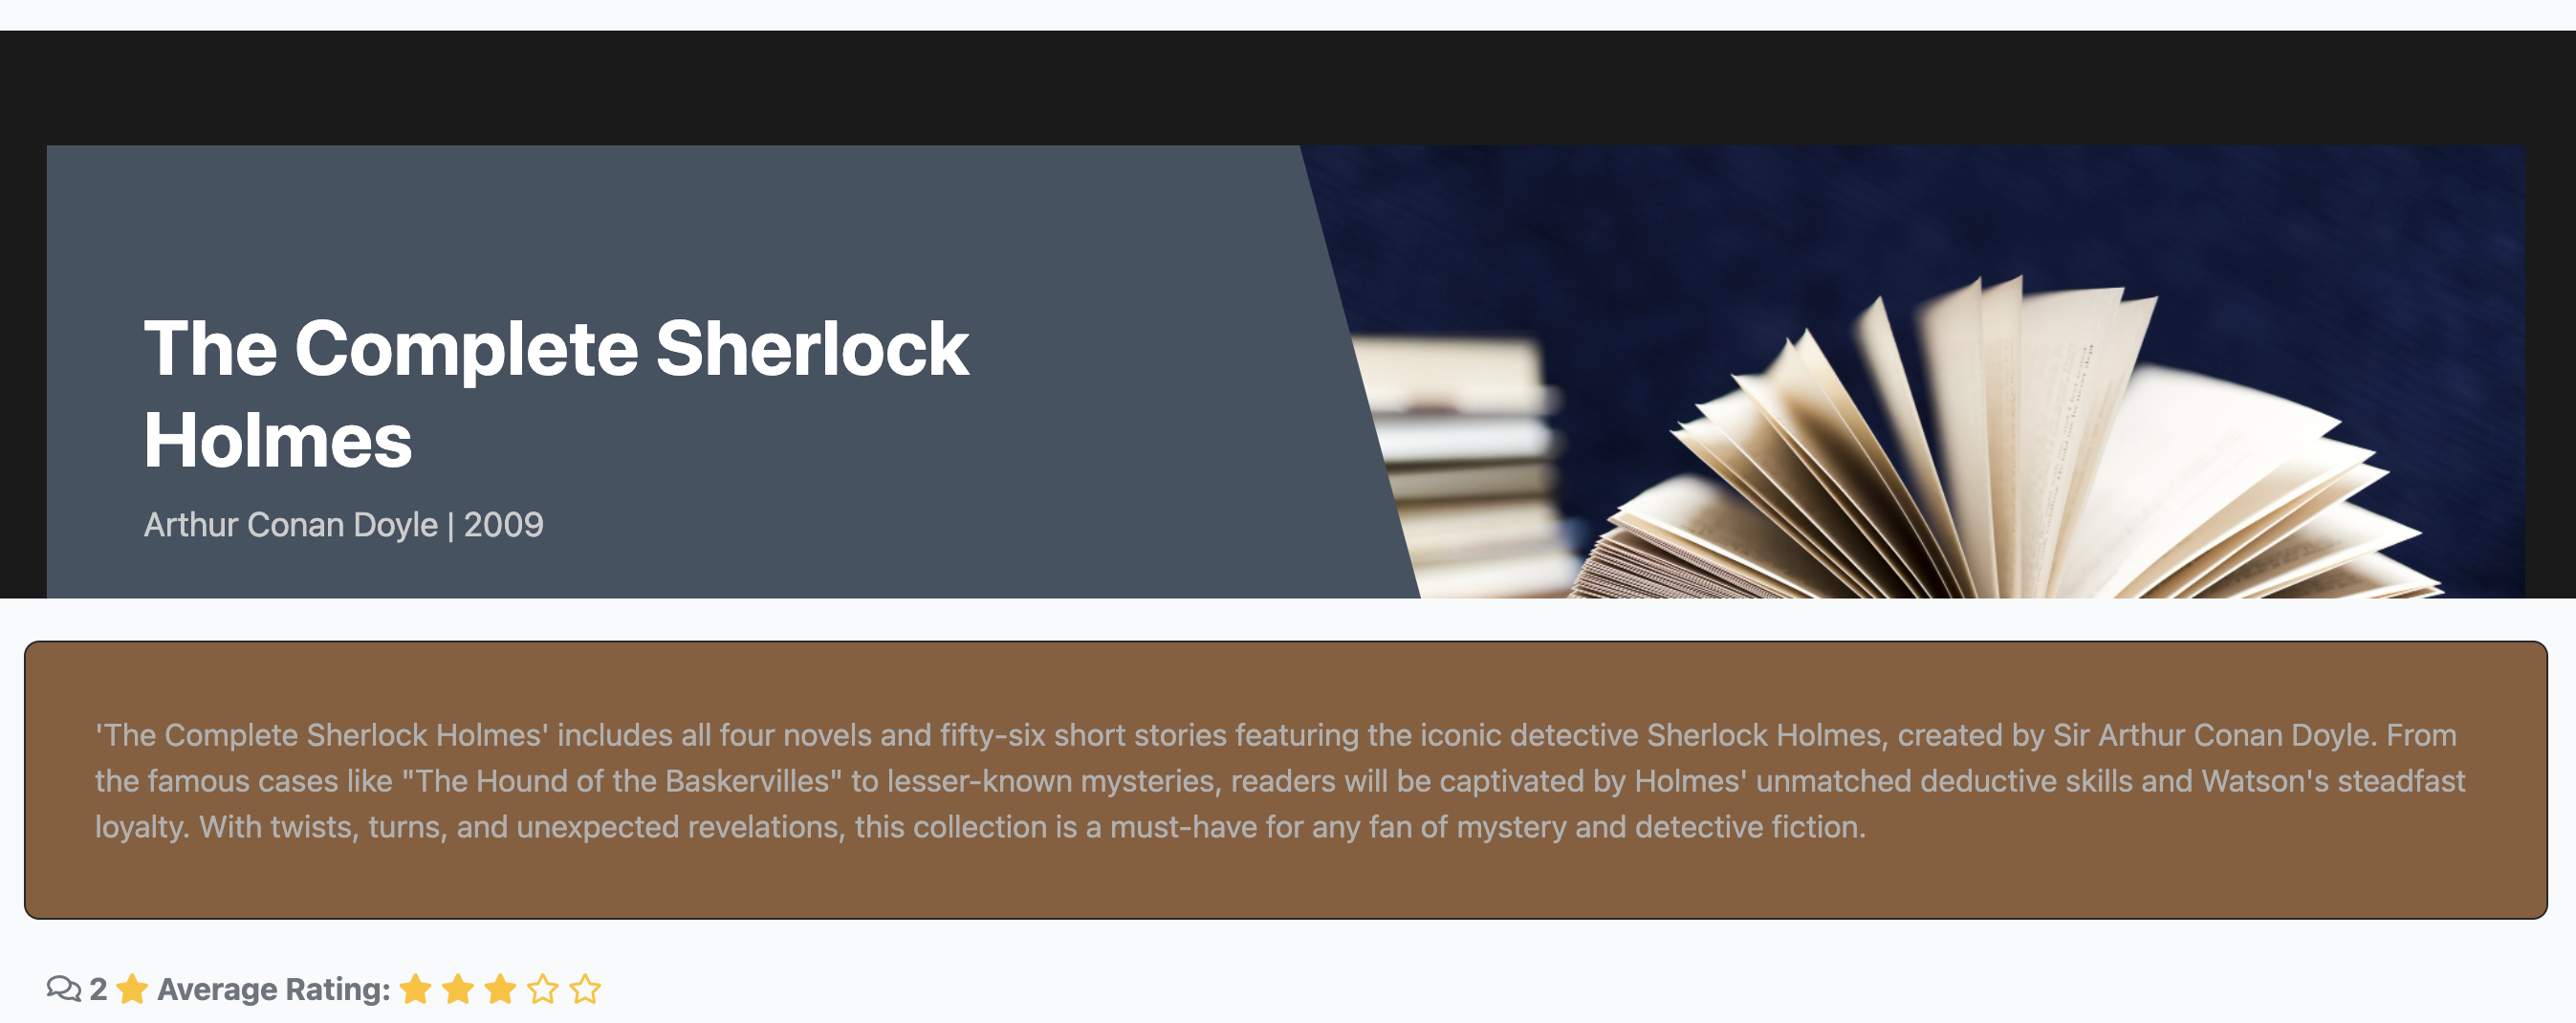 The Complete Sherlock
Holmes
Arthur Conan Doyle | 2009
'The Complete Sherlock Holmes' includes all four novels and fifty-six short stories featuring the iconic detective Sherlock Holmes, created by Sir Arthur Conan Doyle. From
the famous cases like "The Hound of the Baskervilles" to lesser-known mysteries, readers will be captivated by Holmes' unmatched deductive skills and Watson's steadfast
loyalty. With twists, turns, and unexpected revelations, this collection is a must-have for any fan of mystery and detective fiction.
2 Average Rating: